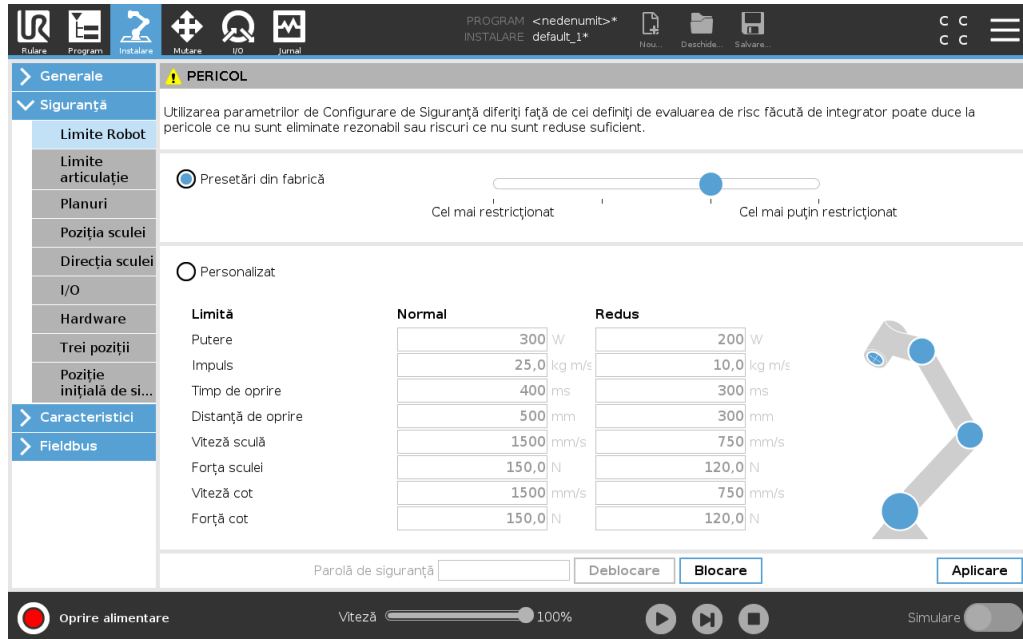 PROGRAM <nedenumit>*
INSTALARE default_1*
C C
C C
Rulare Program Instalare Mutare I/O Jurnal Nou... Deschide... Salvare...
Generale
Siguranță
Limite Robot
Limite
articulație
Planuri
Poziția sculei
Direcția sculei
I/O
Hardware
Trei poziții
Poziție
inițială de si...
Caracteristici
Fieldbus
PERICOL
Utilizarea parametrilor de Configurare de Siguranță diferiți față de cei definiți de evaluarea de risc făcută de integrator poate duce la
pericole ce nu sunt eliminate rezonabil sau riscuri ce nu sunt reduse suficient.
Presetări din fabrică
Cel mai restricționat Cel mai puțin restricționat
Personalizat
Limită Normal Redus
Putere 300 W 200 W
Impuls 25,0 kg m/s 10,0 kg m/s
Timp de oprire 400 ms 300 ms
Distanță de oprire 500 mm 300 mm
Viteză sculă 1500 mm/s 750 mm/s
Forța sculei 150,0 N 120,0 N
Viteză cot 1500 mm/s 750 mm/s
Forță cot 150,0 N 120,0 N
Parolă de siguranță Deblocare Blocare Aplicare
Oprire alimentare Viteză 100% Simulare